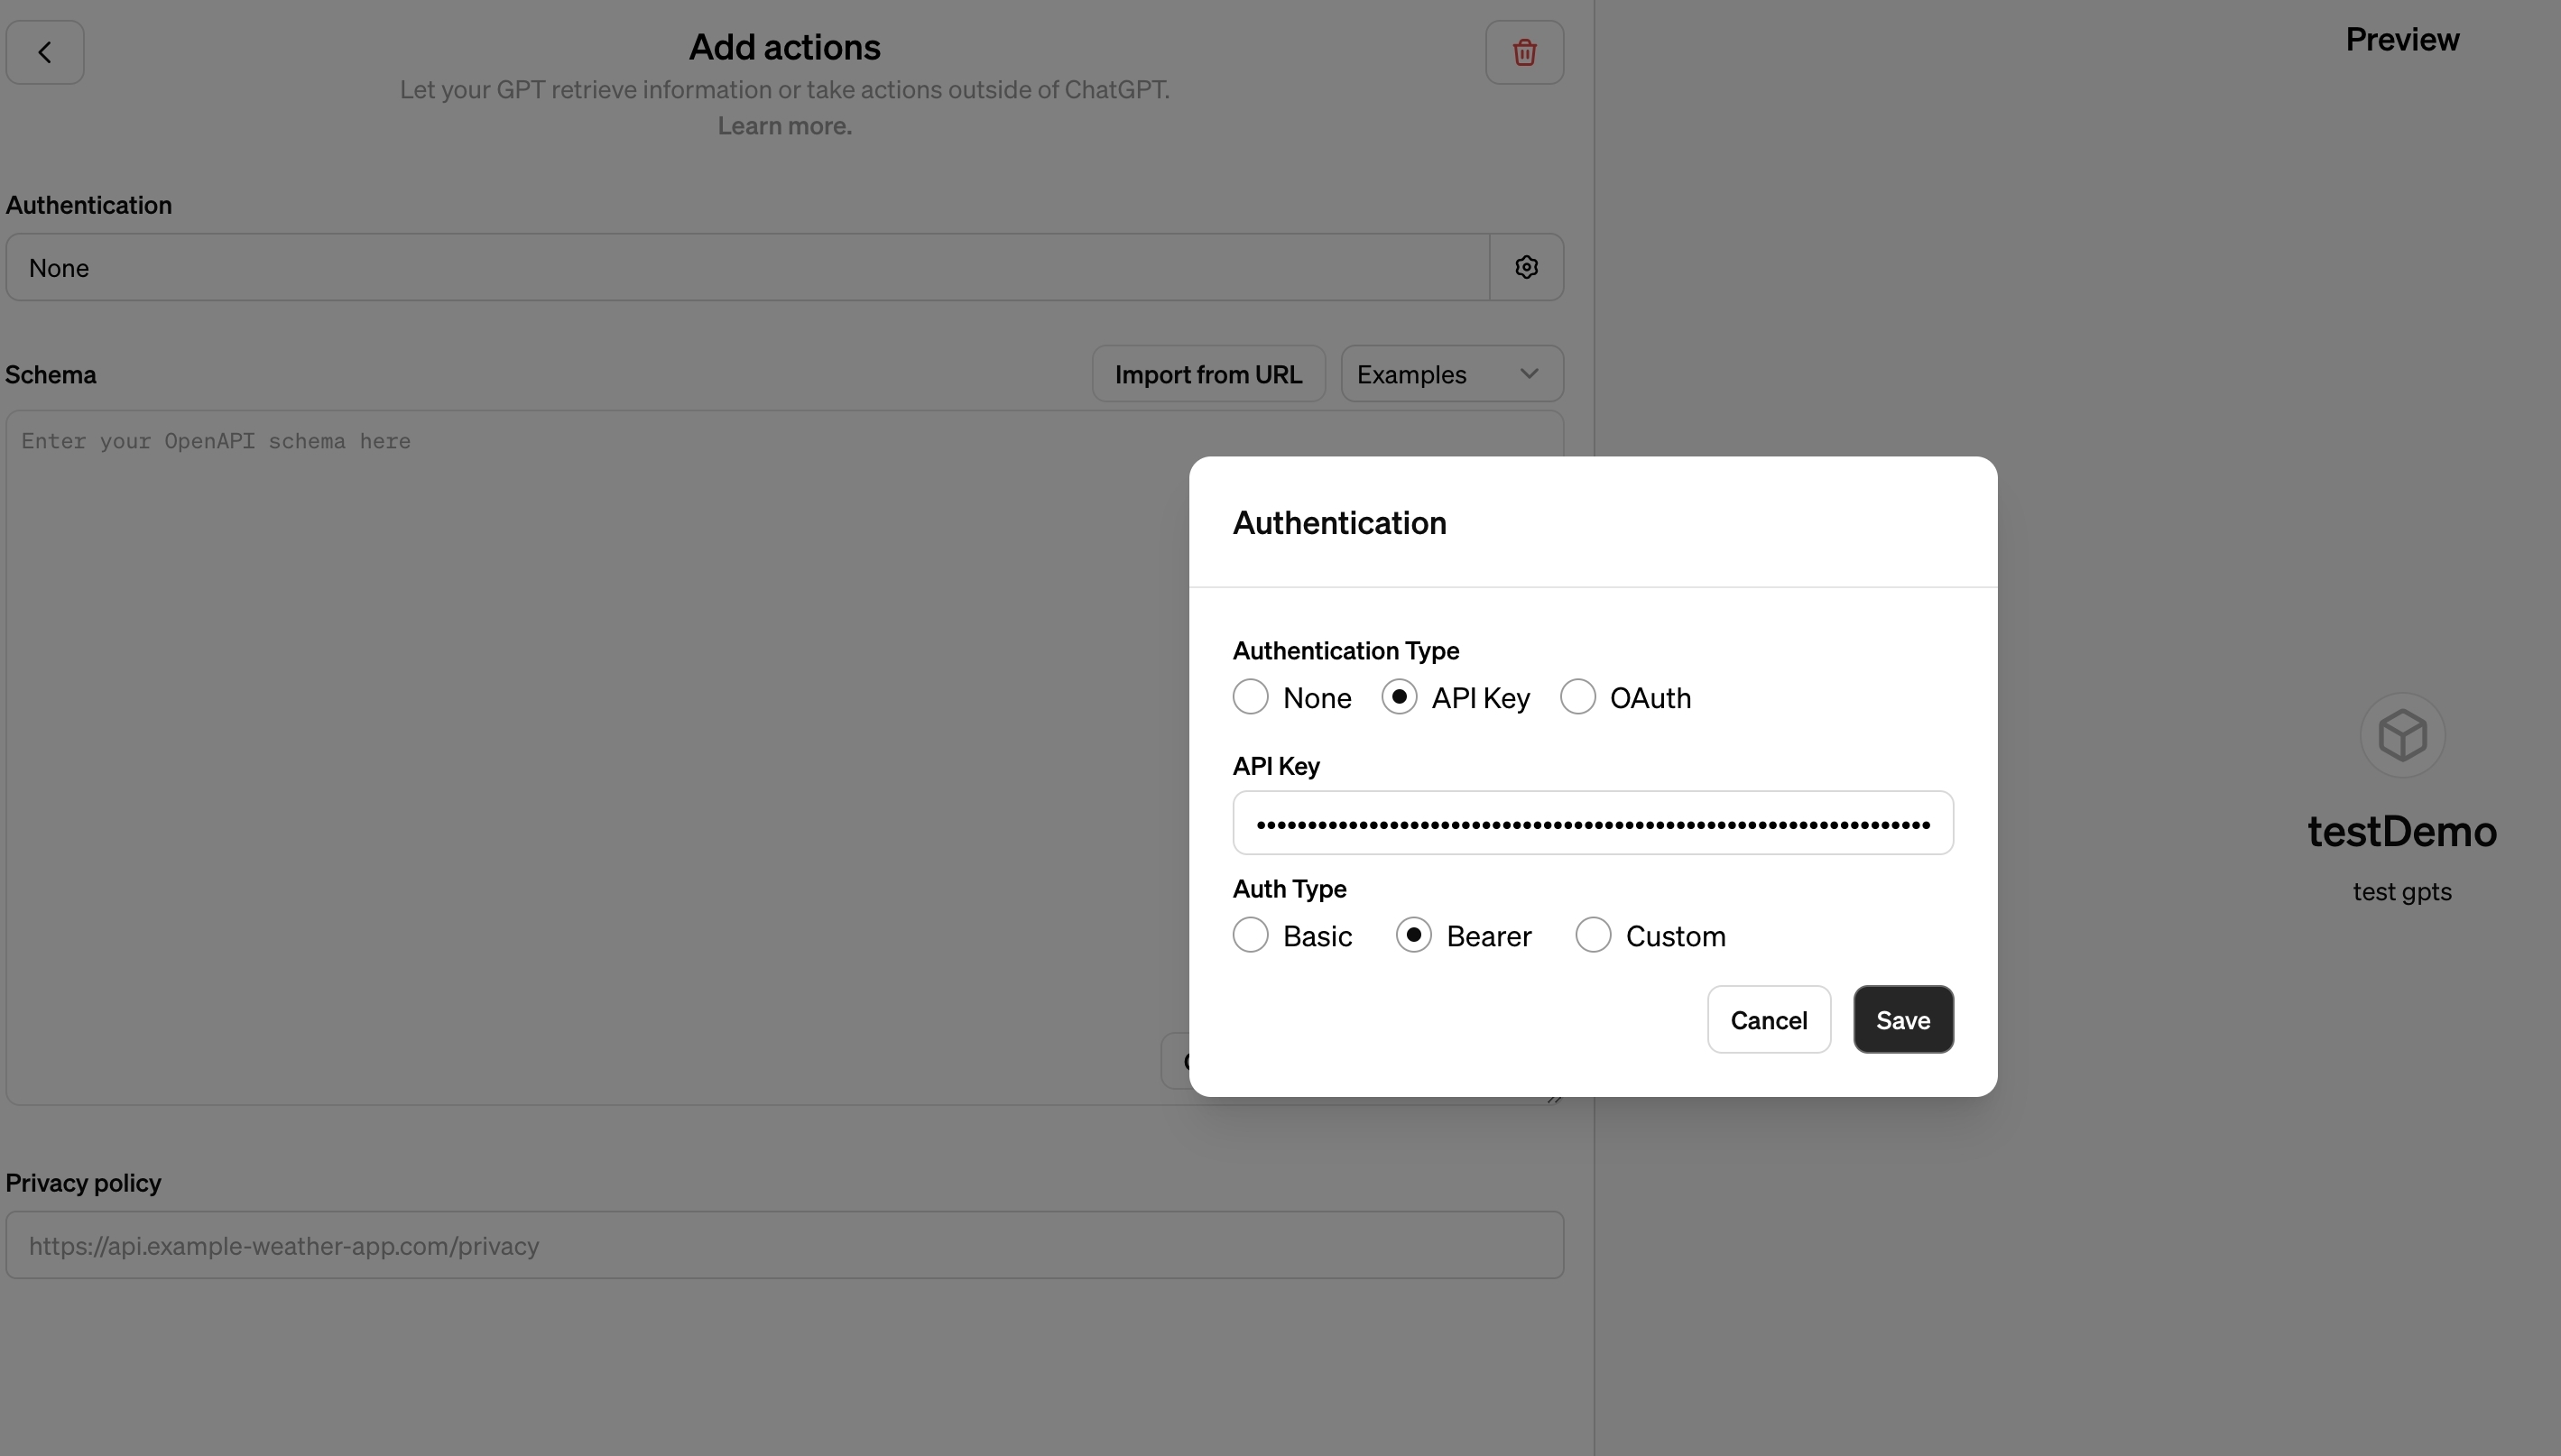 Add actions
Let your GPT retrieve information or take actions outside of ChatGPT.
Learn more.
Authentication
None
Schema
Import from URL
Examples
Enter your OpenAPI schema here
Privacy policy
https://api.example-weather-app.com/privacy
Authentication
Authentication Type
None
API Key
OAuth
API Key
Auth Type
Basic
Bearer
Custom
Cancel
Save
Preview
testDemo
test gpts